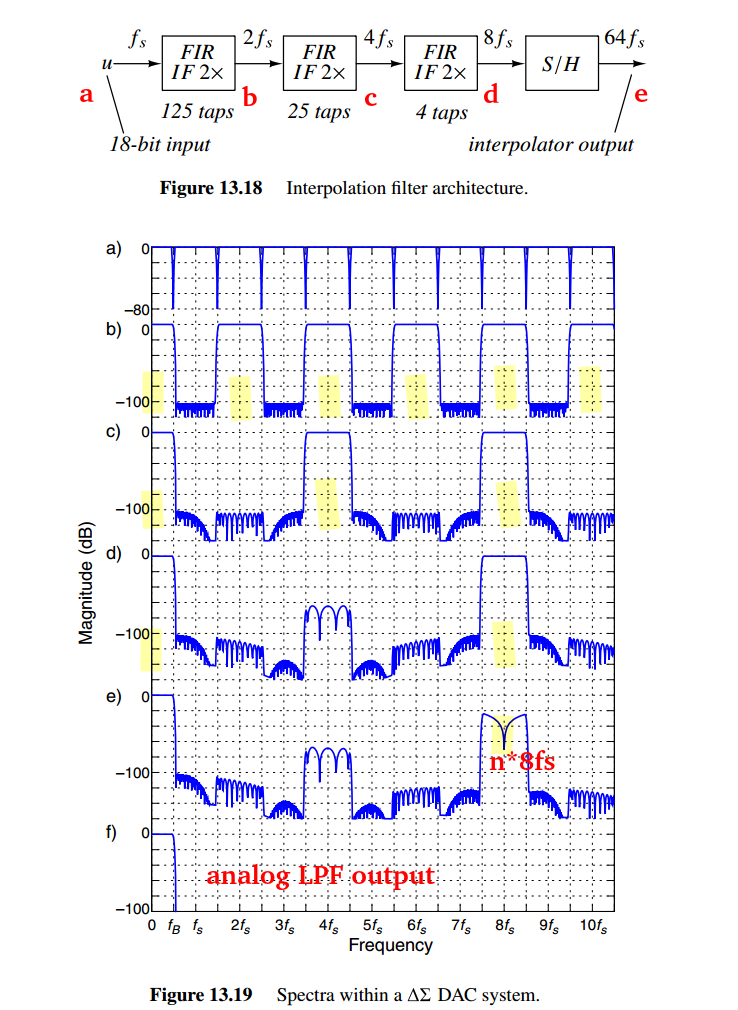 fs 2fs 4fs 8fs 64fs
u FIR IF 2× FIR IF 2× FIR IF 2× S/H
a b c d e
125 taps 25 taps 4 taps
18-bit input interpolator output
Figure 13.18 Interpolation filter architecture.
a) 0
−80
b) 0
−100
c) 0
−100
Magnitude (dB)
d) 0
−100
e) 0
n*8fs
−100
f) 0
analog LPF output
−100
0 fB fs 2fs 3fs 4fs 5fs 6fs 7fs 8fs 9fs 10fs
Frequency
Figure 13.19 Spectra within a ΔΣ DAC system.